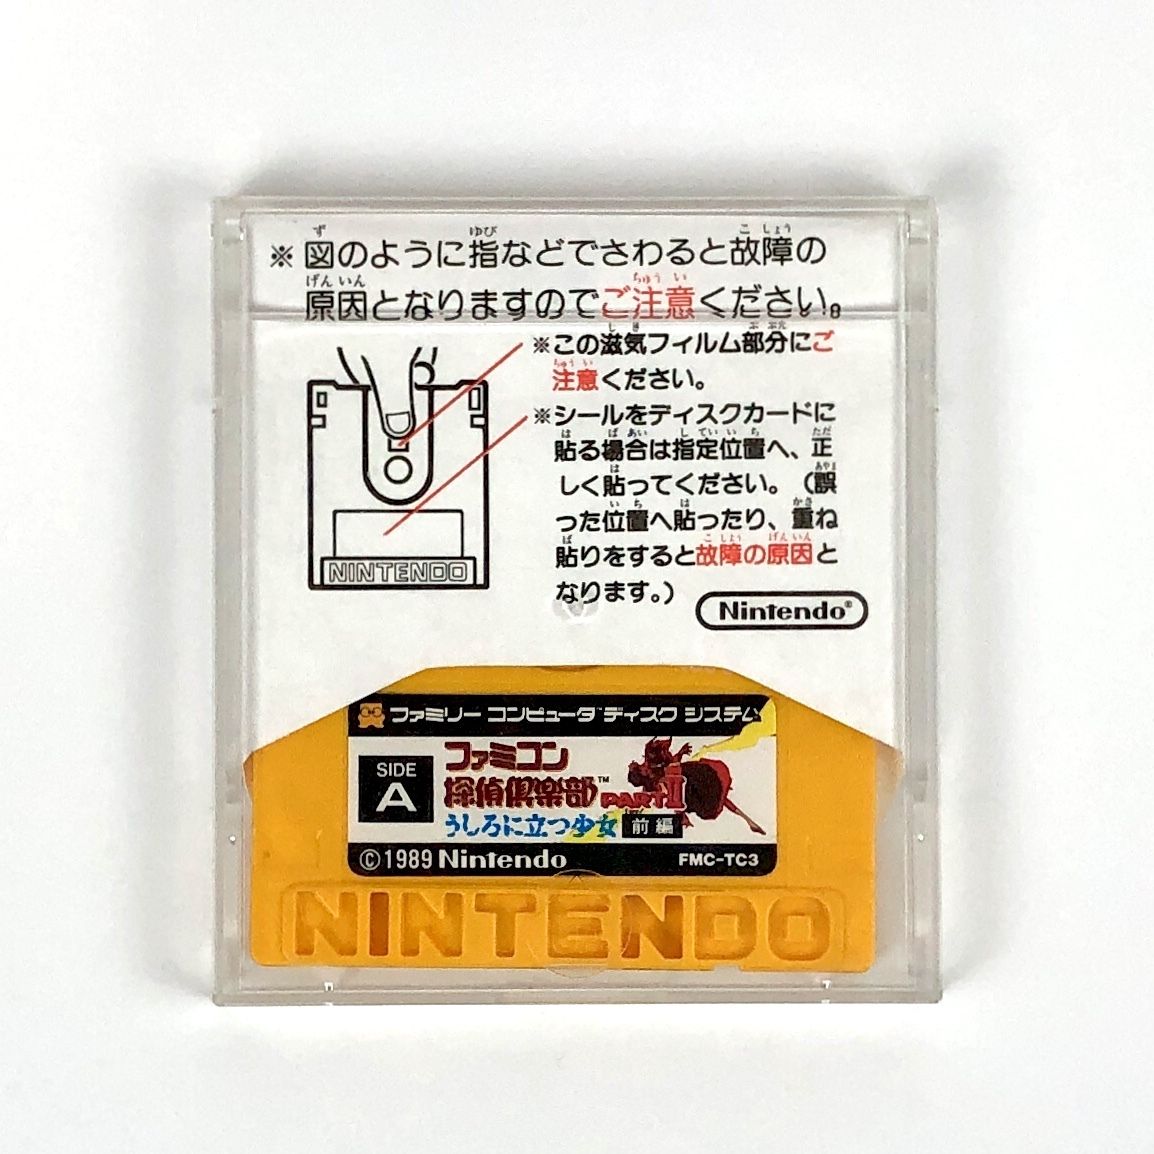 ※図のように指などでさわると故障の
原因となりますのでご注意ください。
※この滋気フィルム部分にご
注意ください。
※シールをディスクカードに
貼る場合は指定位置へ、正
しく貼ってください。（誤
った位置へ貼ったり、重ね
貼りをすると故障の原因と
なります。）
NINTENDO
Nintendo®
ファミリー コンピュータ™ディスク システム
SIDE
A
ファミコン
探偵倶楽部™ PARTⅡ
うしろに立つ少女 前編
©1989 Nintendo FMC-TC3
NINTENDO